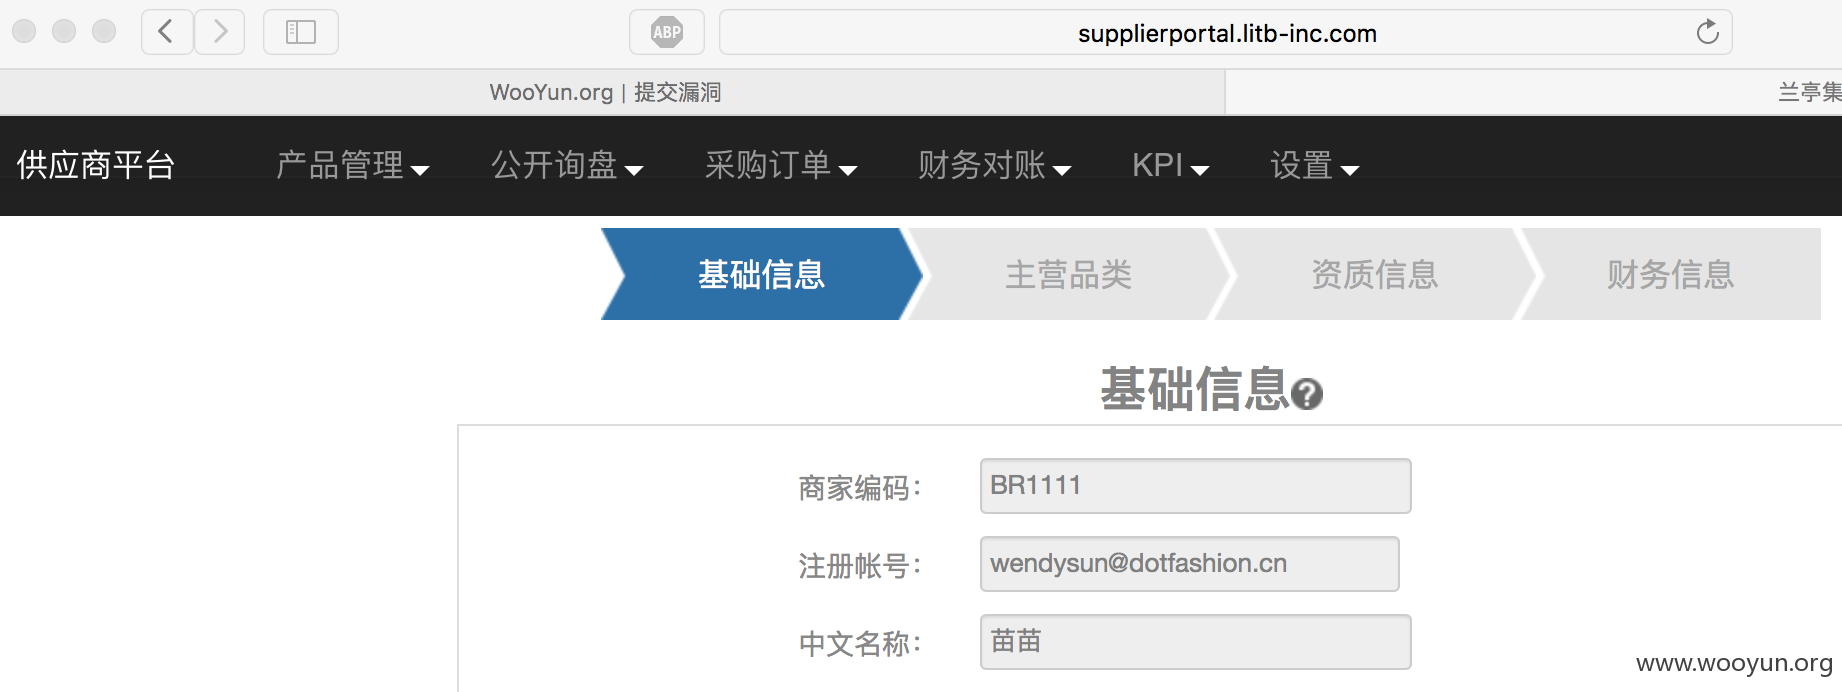 ABP
supplierportal.litb-inc.com
WooYun.org | 提交漏洞
兰亭集
供应商平台 产品管理 公开询盘 采购订单 财务对账 KPI 设置
基础信息 主营品类 资质信息 财务信息
基础信息?
商家编码： BR1111
注册帐号： wendysun@dotfashion.cn
中文名称： 苗苗
www.wooyun.org